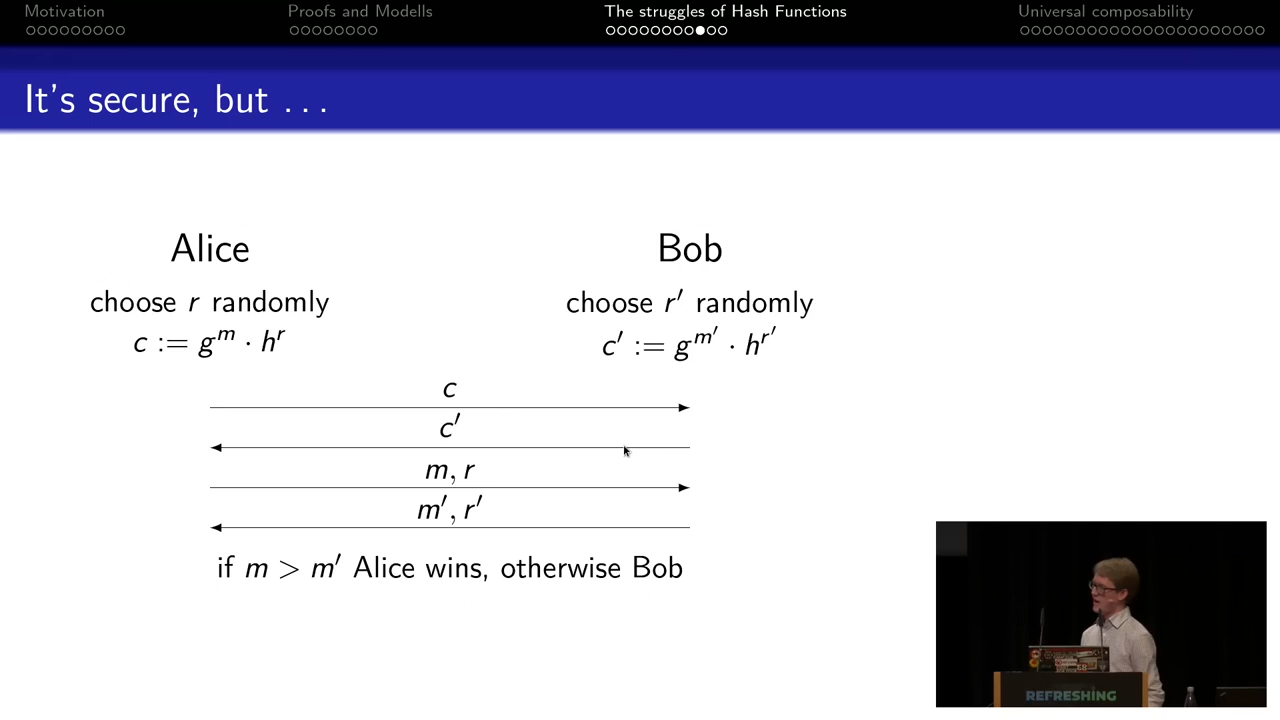 Motivation
Proofs and Modells
The struggles of Hash Functions
Universal composability
It's secure, but ...
Alice
Bob
choose r randomly
choose r′ randomly
c := g^m · h^r
c′ := g^m′ · h^r′
c
c′
m, r
m′, r′
if m > m′ Alice wins, otherwise Bob
REFRESHING